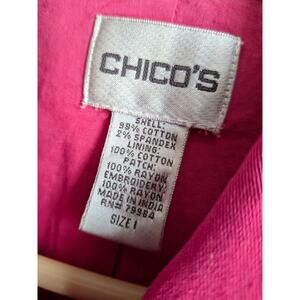 CHICO'S
SHELL:
98% COTTON
2% SPANDEX
LINING:
100% COTTON
PATCH:
100% RAYON
EMBROIDERY:
100% RAYON
MADE IN INDIA
RN# 79984
SIZE 1